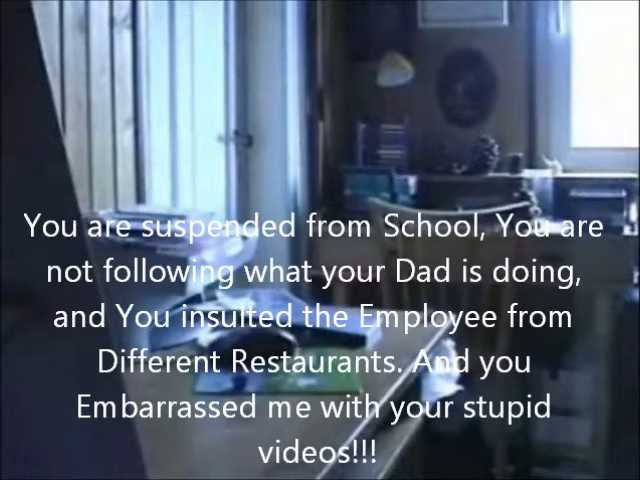 You are suspended from School, You are
not following what your Dad is doing,
and You insulted the Employee from
Different Restaurants. And you
Embarrassed me with your stupid
videos!!!